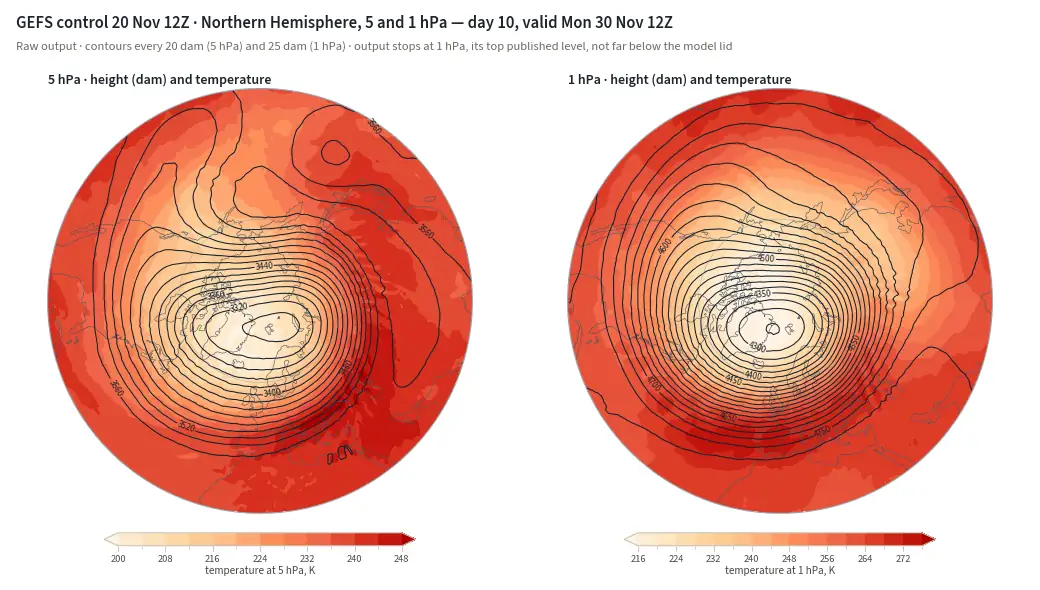 GEFS control 20 Nov 12Z · Northern Hemisphere, 5 and 1 hPa — day 10, valid Mon 30 Nov 12Z
Raw output · contours every 20 dam (5 hPa) and 25 dam (1 hPa) · output stops at 1 hPa, its top published level, not far below the model lid
5 hPa · height (dam) and temperature
1 hPa · height (dam) and temperature
3560
3560
3440
3320
3400
3560
3520
4600
4500
4350
4300
4400
4450
4700
200 208 216 224 232 240 248
temperature at 5 hPa, K
216 224 232 240 248 256 264 272
temperature at 1 hPa, K